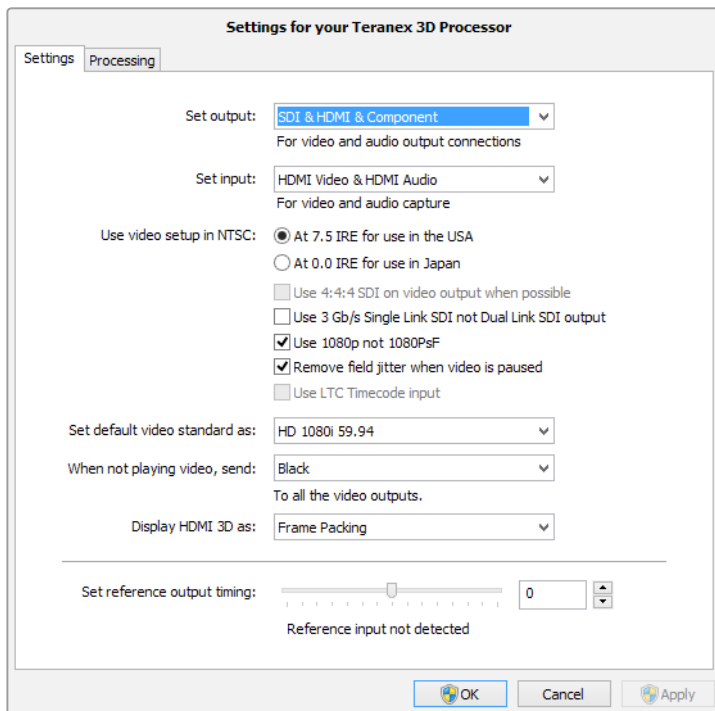 Settings for your Teranex 3D Processor
Settings Processing
Set output: SDI & HDMI & Component
For video and audio output connections
Set input: HDMI Video & HDMI Audio
For video and audio capture
Use video setup in NTSC: At 7.5 IRE for use in the USA
At 0.0 IRE for use in Japan
Use 4:4:4 SDI on video output when possible
Use 3 Gb/s Single Link SDI not Dual Link SDI output
Use 1080p not 1080PsF
Remove field jitter when video is paused
Use LTC Timecode input
Set default video standard as: HD 1080i 59.94
When not playing video, send: Black
To all the video outputs.
Display HDMI 3D as: Frame Packing
Set reference output timing: 0
Reference input not detected
OK Cancel Apply